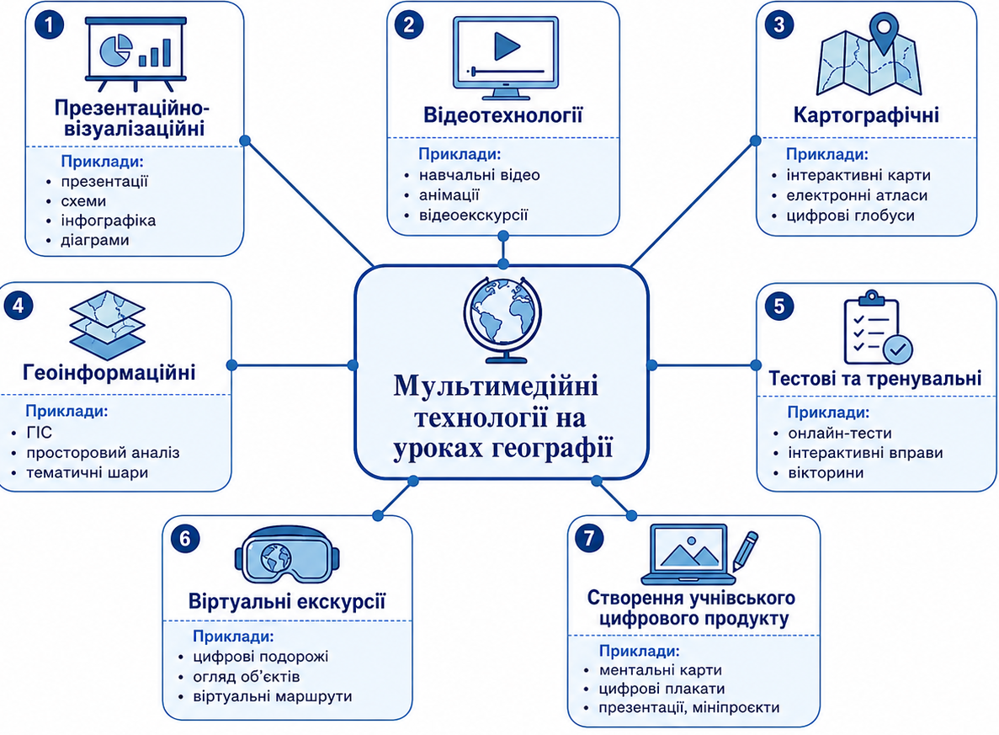 1
Презентаційно-
візуалізаційні
Приклади:
• презентації
• схеми
• інфографіка
• діаграми
2
Відеотехнології
Приклади:
• навчальні відео
• анімації
• відеоекскурсії
3
Картографічні
Приклади:
• інтерактивні карти
• електронні атласи
• цифрові глобуси
Мультимедійні
технології на
уроках географії
4
Геоінформаційні
Приклади:
• ГІС
• просторовий аналіз
• тематичні шари
5
Тестові та тренувальні
Приклади:
• онлайн-тести
• інтерактивні вправи
• вікторини
6
Віртуальні екскурсії
Приклади:
• цифрові подорожі
• огляд об’єктів
• віртуальні маршрути
7
Створення учнівського
цифрового продукту
Приклади:
• ментальні карти
• цифрові плакати
• презентації, мініпроєкти